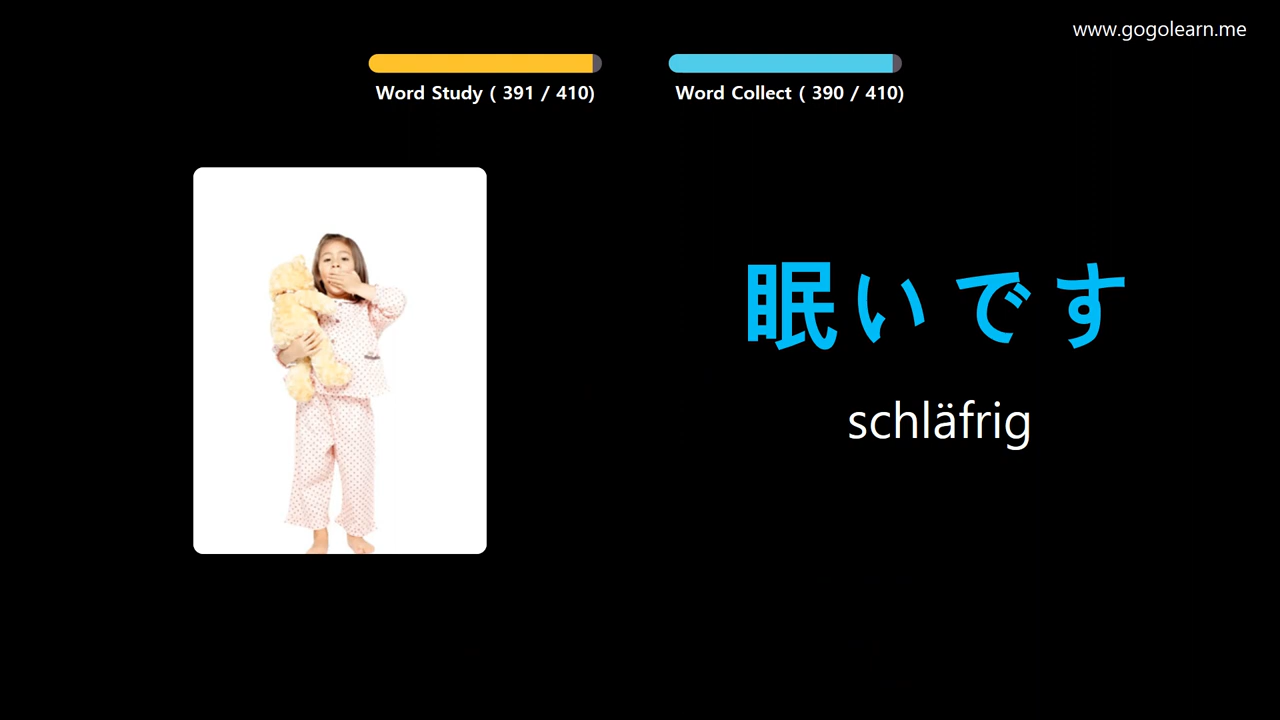 www.gogolearn.me
Word Study ( 391 / 410)
Word Collect ( 390 / 410)
眠いです
schläfrig